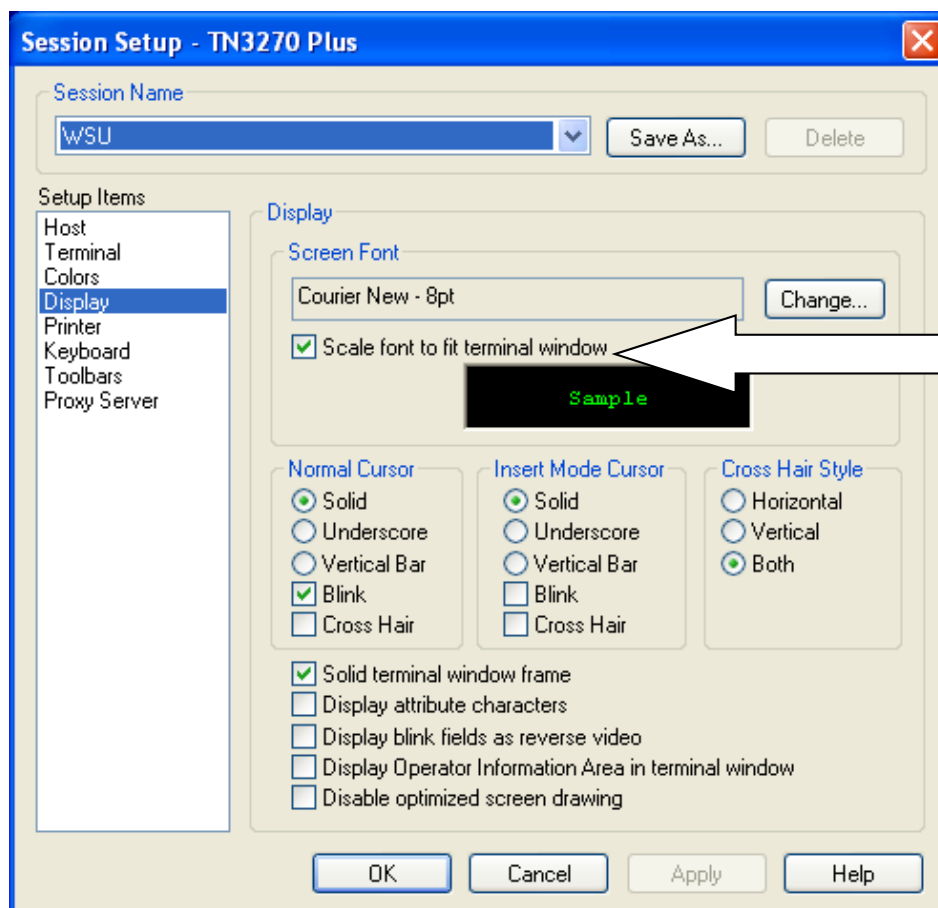 Session Setup - TN3270 Plus
Session Name
WSU
Save As...
Delete
Setup Items
Host
Terminal
Colors
Display
Printer
Keyboard
Toolbars
Proxy Server
Display
Screen Font
Courier New - 8pt
Change...
Scale font to fit terminal window
Sample
Normal Cursor
Solid
Underscore
Vertical Bar
Blink
Cross Hair
Insert Mode Cursor
Solid
Underscore
Vertical Bar
Blink
Cross Hair
Cross Hair Style
Horizontal
Vertical
Both
Solid terminal window frame
Display attribute characters
Display blink fields as reverse video
Display Operator Information Area in terminal window
Disable optimized screen drawing
OK
Cancel
Apply
Help